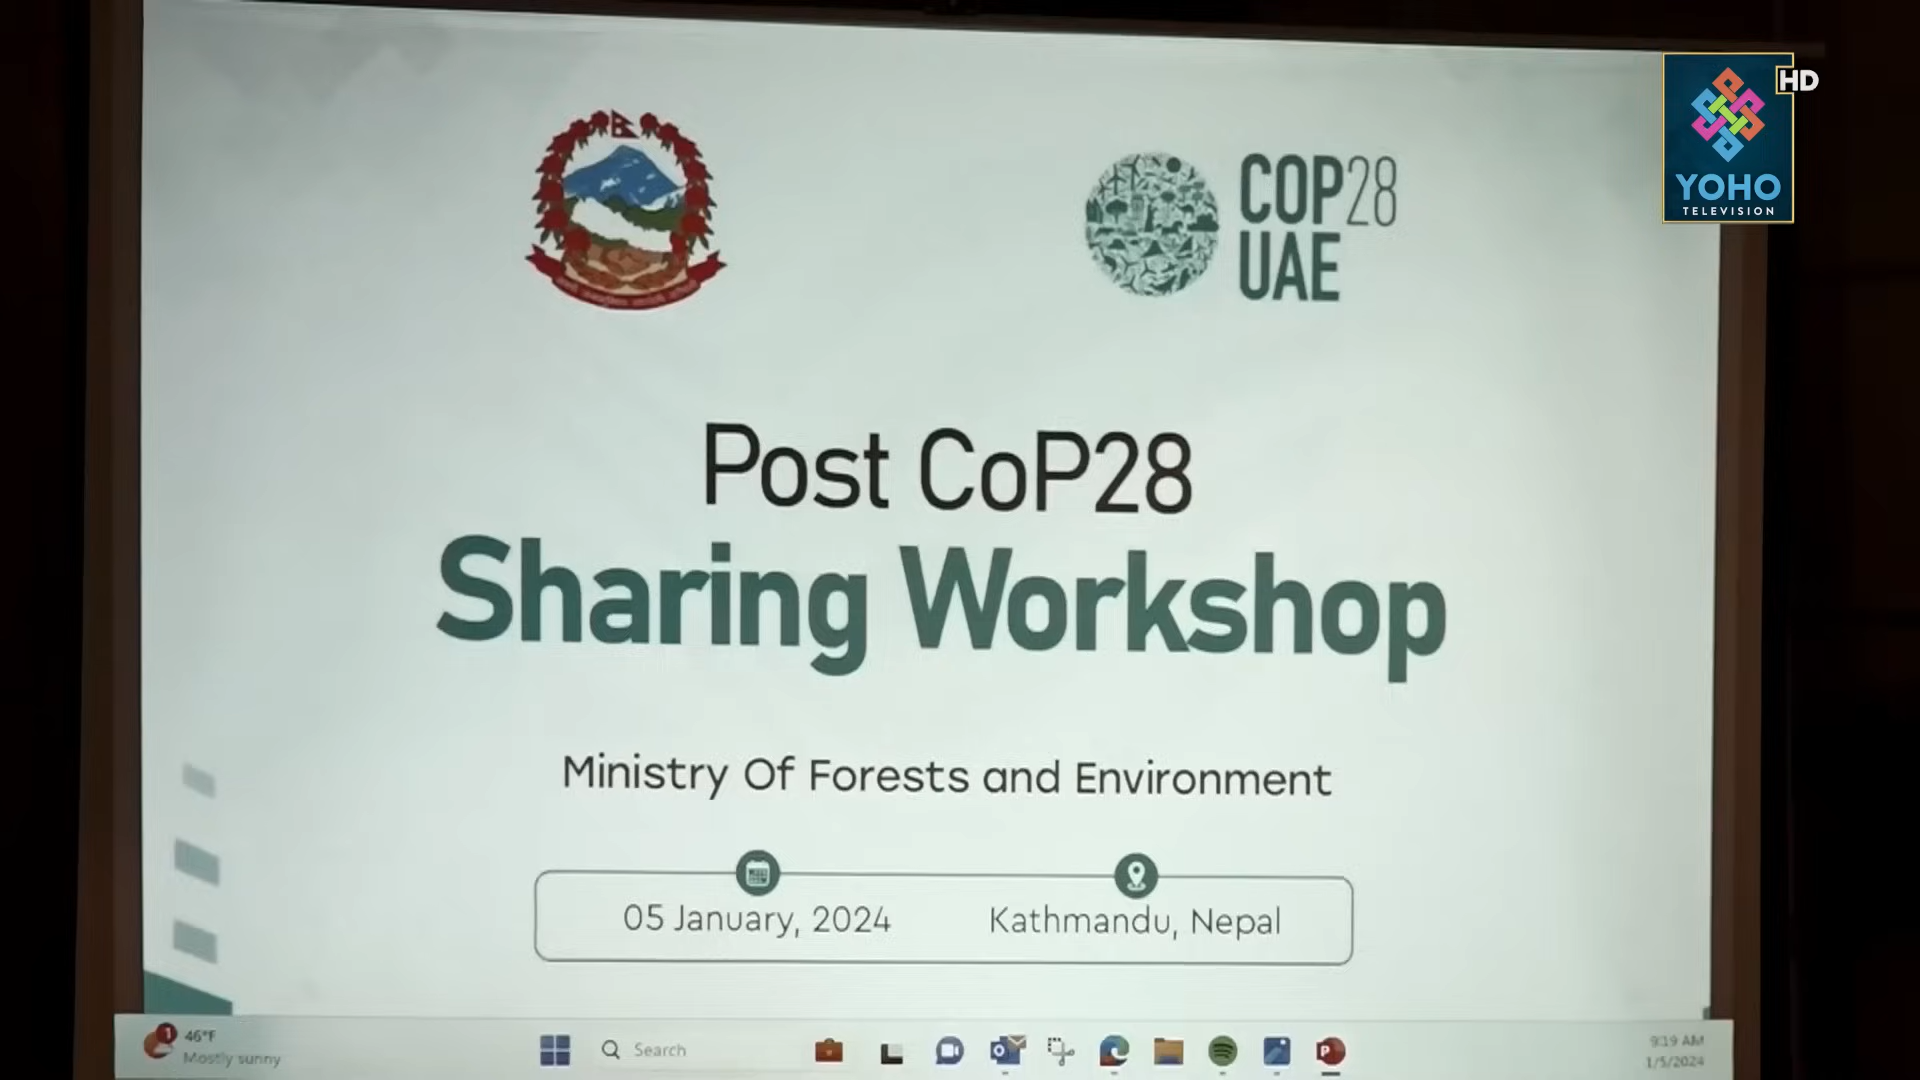 HD
YOHO
TELEVISION
COP28
UAE
Post CoP28
Sharing Workshop
Ministry Of Forests and Environment
05 January, 2024
Kathmandu, Nepal
1
46°F
Mostly sunny
Search
9:19 AM
1/5/2024